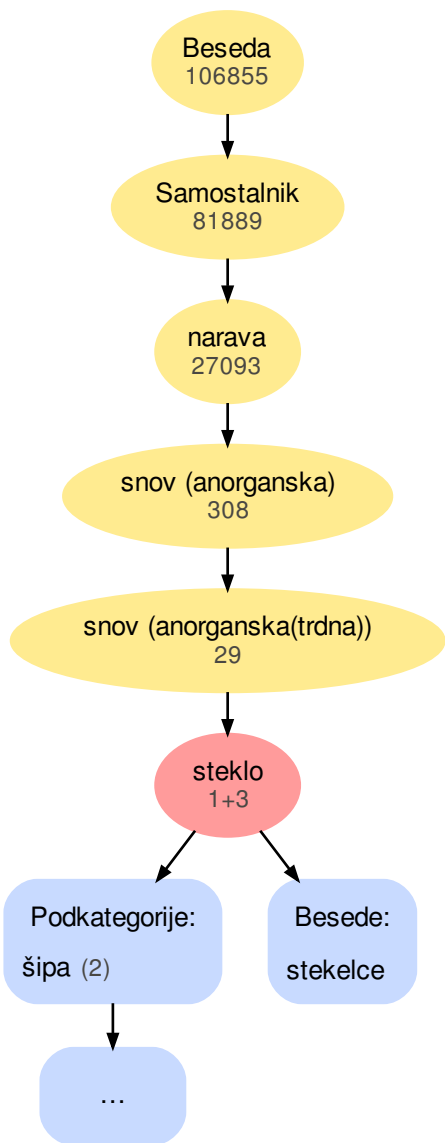 Beseda
106855
Samostalnik
81889
narava
27093
snov (anorganska)
308
snov (anorganska(trdna))
29
steklo
1+3
Podkategorije:
šipa (2)
Besede:
stekelce
...